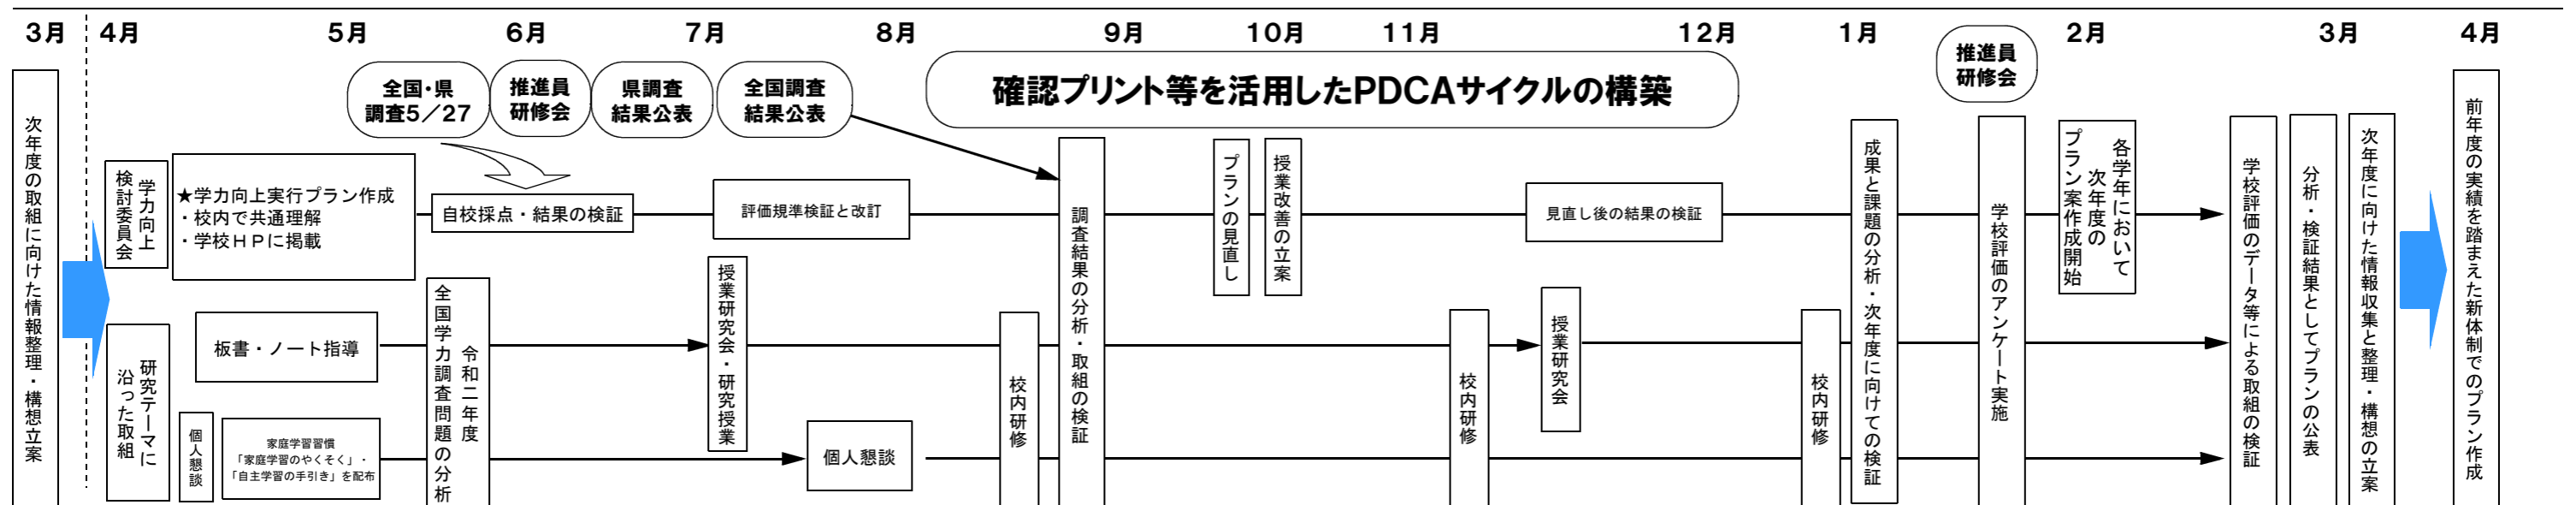 3月
4月
5月
6月
7月
8月
9月
10月
11月
12月
1月
2月
3月
4月
全国・県
調査5／27
推進員
研修会
県調査
結果公表
全国調査
結果公表
確認プリント等を活用したPDCAサイクルの構築
推進員
研修会
次年度の取組に向けた情報整理・構想立案
学力向上
検討委員会
★学力向上実行プラン作成
・校内で共通理解
・学校ＨＰに掲載
自校採点・結果の検証
評価規準検証と改訂
調査結果の分析・取組の検証
プランの見直し
授業改善の立案
見直し後の結果の検証
成果と課題の分析・次年度に向けての検証
学校評価のアンケート実施
各学年において
次年度の
プラン案作成開始
学校評価のデータ等による取組の検証
分析・検証結果としてプランの公表
次年度に向けた情報収集と整理・構想の立案
前年度の実績を踏まえた新体制でのプラン作成
研究テーマに
沿った取組
板書・ノート指導
令和二年度
全国学力調査問題の分析
授業研究会・研究授業
校内研修
校内研修
授業研究会
校内研修
個人懇談
家庭学習習慣
「家庭学習のやくそく」・
「自主学習の手引き」を配布
個人懇談